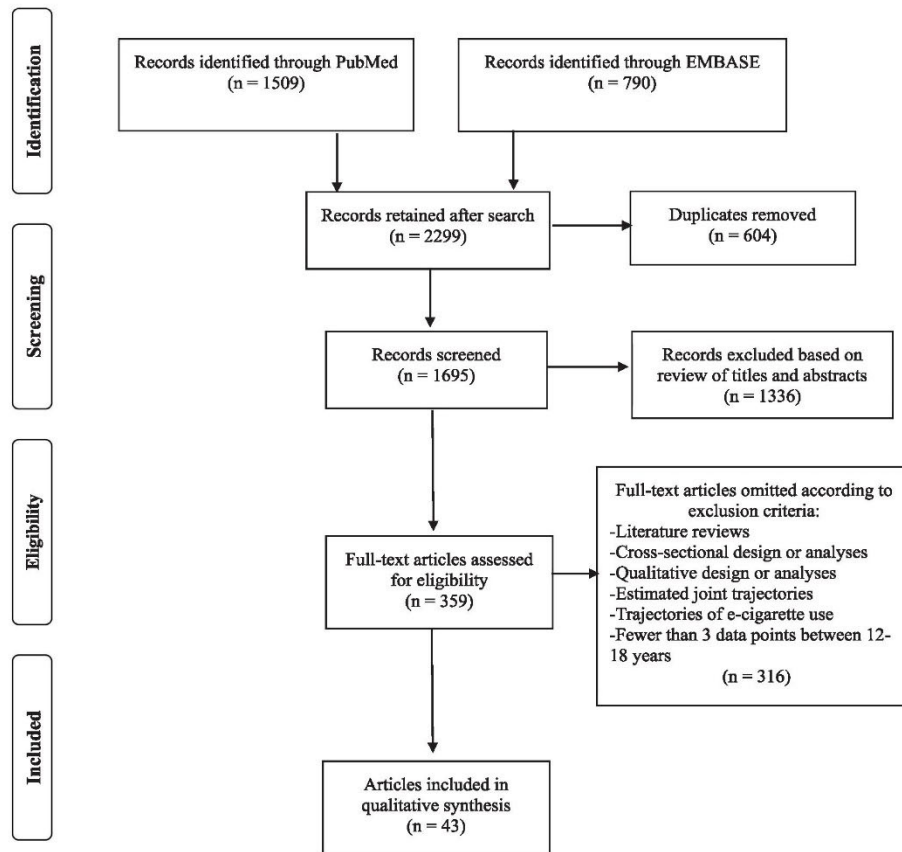 Identification
Records identified through PubMed
(n = 1509)
Records identified through EMBASE
(n = 790)
Records retained after search
(n = 2299)
Duplicates removed
(n = 604)
Screening
Records screened
(n = 1695)
Records excluded based on
review of titles and abstracts
(n = 1336)
Eligibility
Full-text articles assessed
for eligibility
(n = 359)
Full-text articles omitted according to
exclusion criteria:
-Literature reviews
-Cross-sectional design or analyses
-Qualitative design or analyses
-Estimated joint trajectories
-Trajectories of e-cigarette use
-Fewer than 3 data points between 12-
18 years
(n = 316)
Included
Articles included in
qualitative synthesis
(n = 43)